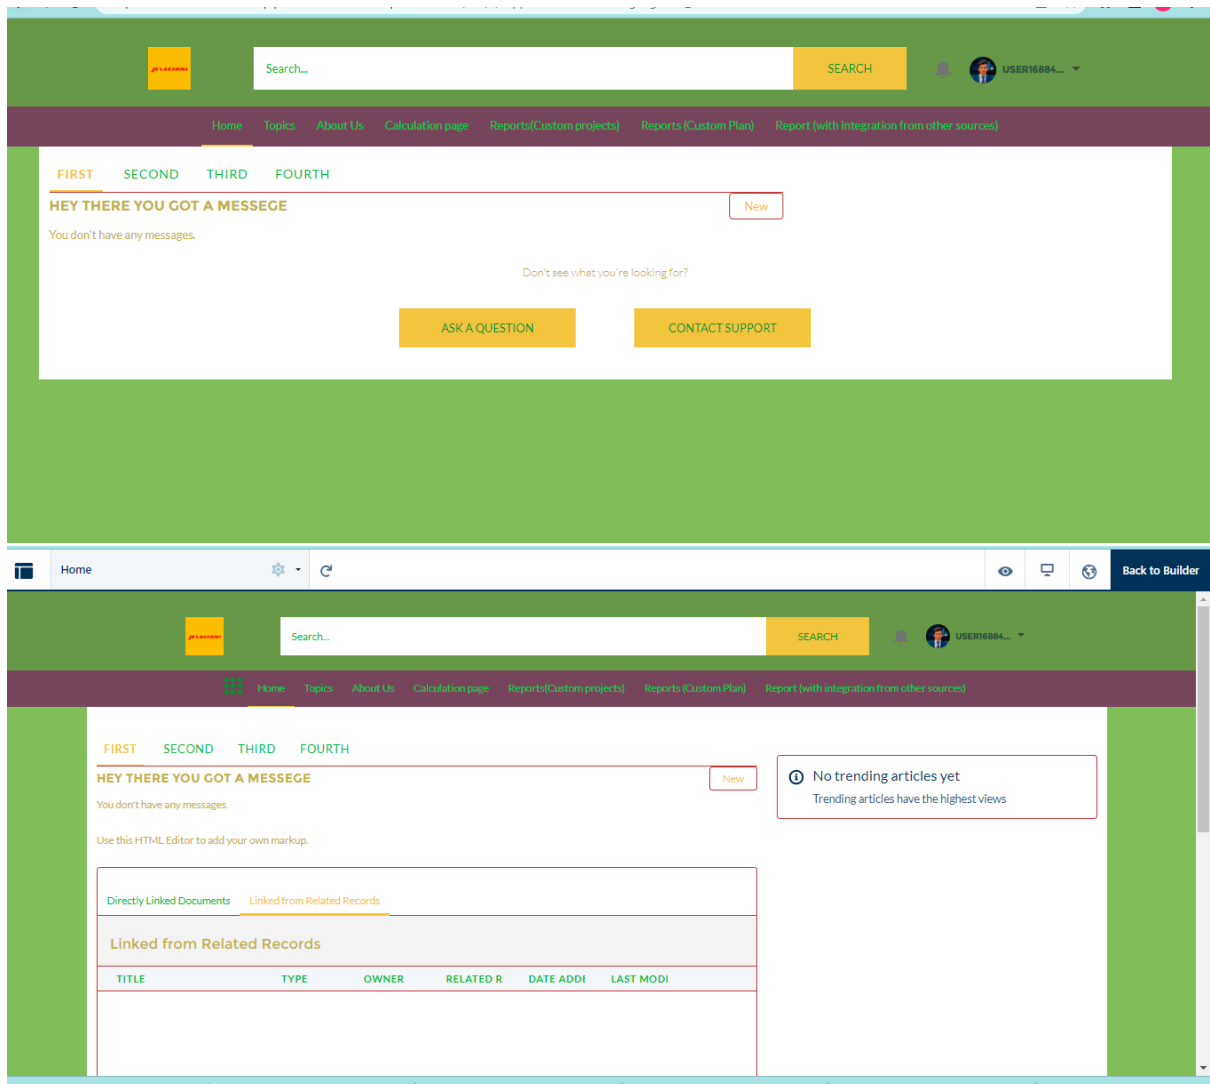 JK LAKSHMI
Search...
SEARCH
USER16884...
Home Topics About Us Calculation page Reports(Custom projects) Reports (Custom Plan) Report (with integration from other sources)
FIRST SECOND THIRD FOURTH
HEY THERE YOU GOT A MESSEGE
New
You don't have any messages.
Don't see what you're looking for?
ASK A QUESTION
CONTACT SUPPORT
Home
Back to Builder
JK LAKSHMI
Search...
SEARCH
USER16884...
Home Topics About Us Calculation page Reports(Custom projects) Reports (Custom Plan) Report (with integration from other sources)
FIRST SECOND THIRD FOURTH
HEY THERE YOU GOT A MESSEGE
New
No trending articles yet
Trending articles have the highest views
You don't have any messages.
Use this HTML Editor to add your own markup.
Directly Linked Documents Linked from Related Records
Linked from Related Records
TITLE TYPE OWNER RELATED R DATE ADDE LAST MODI